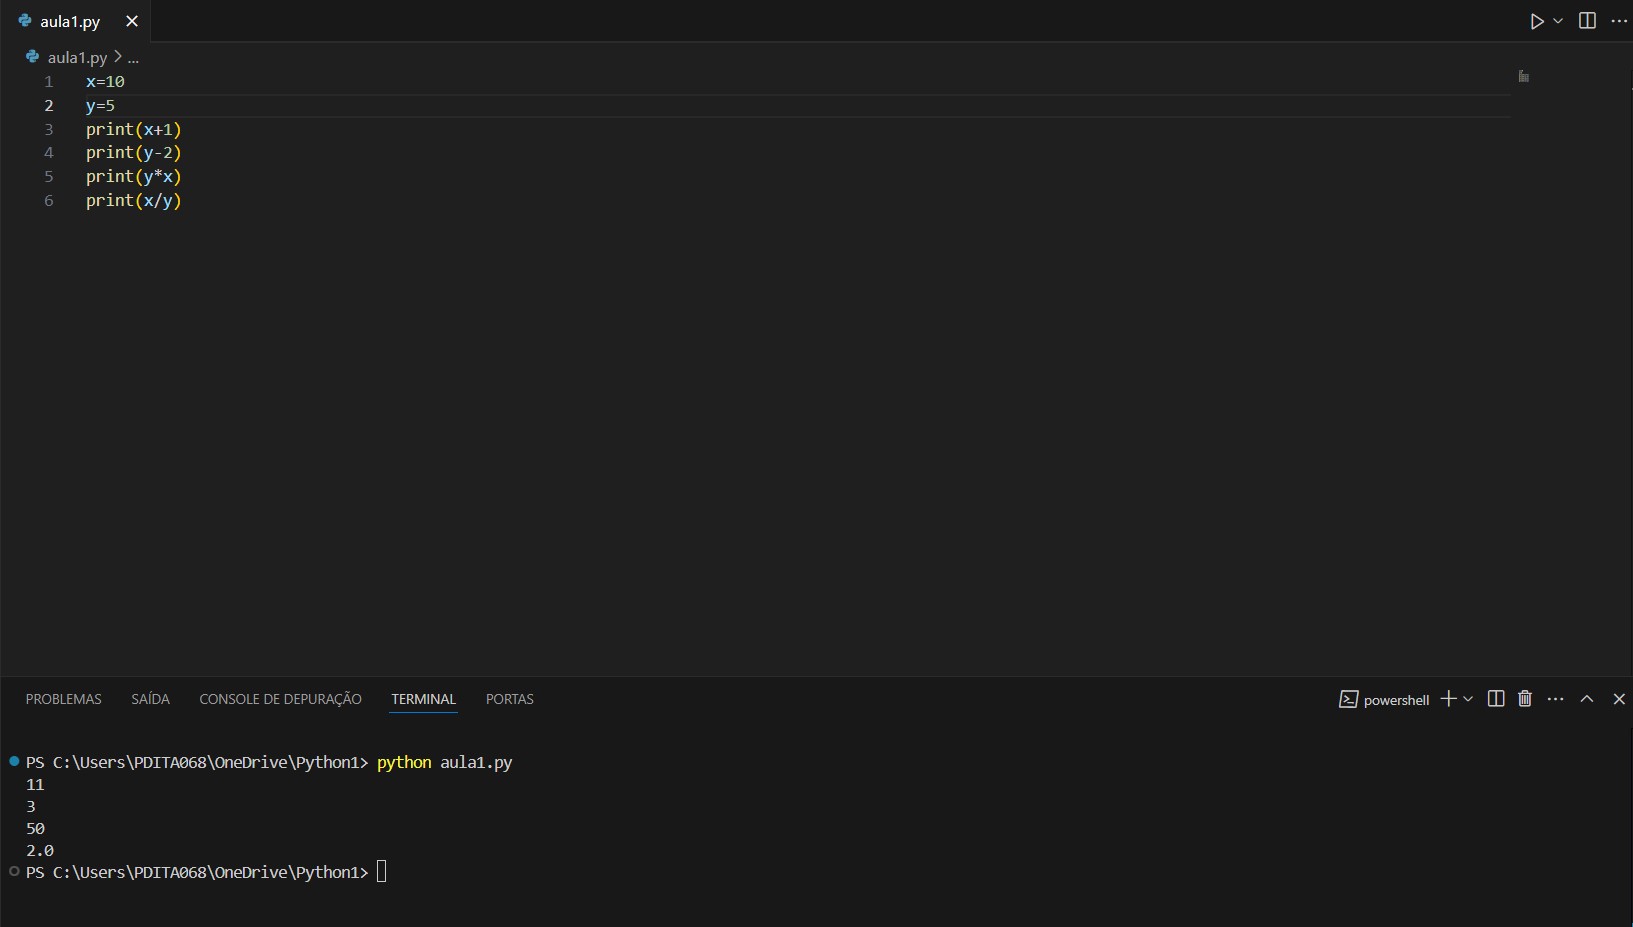 aula1.py
aula1.py > ...
1 x=10
2 y=5
3 print(x+1)
4 print(y-2)
5 print(y*x)
6 print(x/y)
PROBLEMAS SAÍDA CONSOLE DE DEPURAÇÃO TERMINAL PORTAS powershell
PS C:\Users\PDITA068\OneDrive\Python1> python aula1.py
11
3
50
2.0
PS C:\Users\PDITA068\OneDrive\Python1>